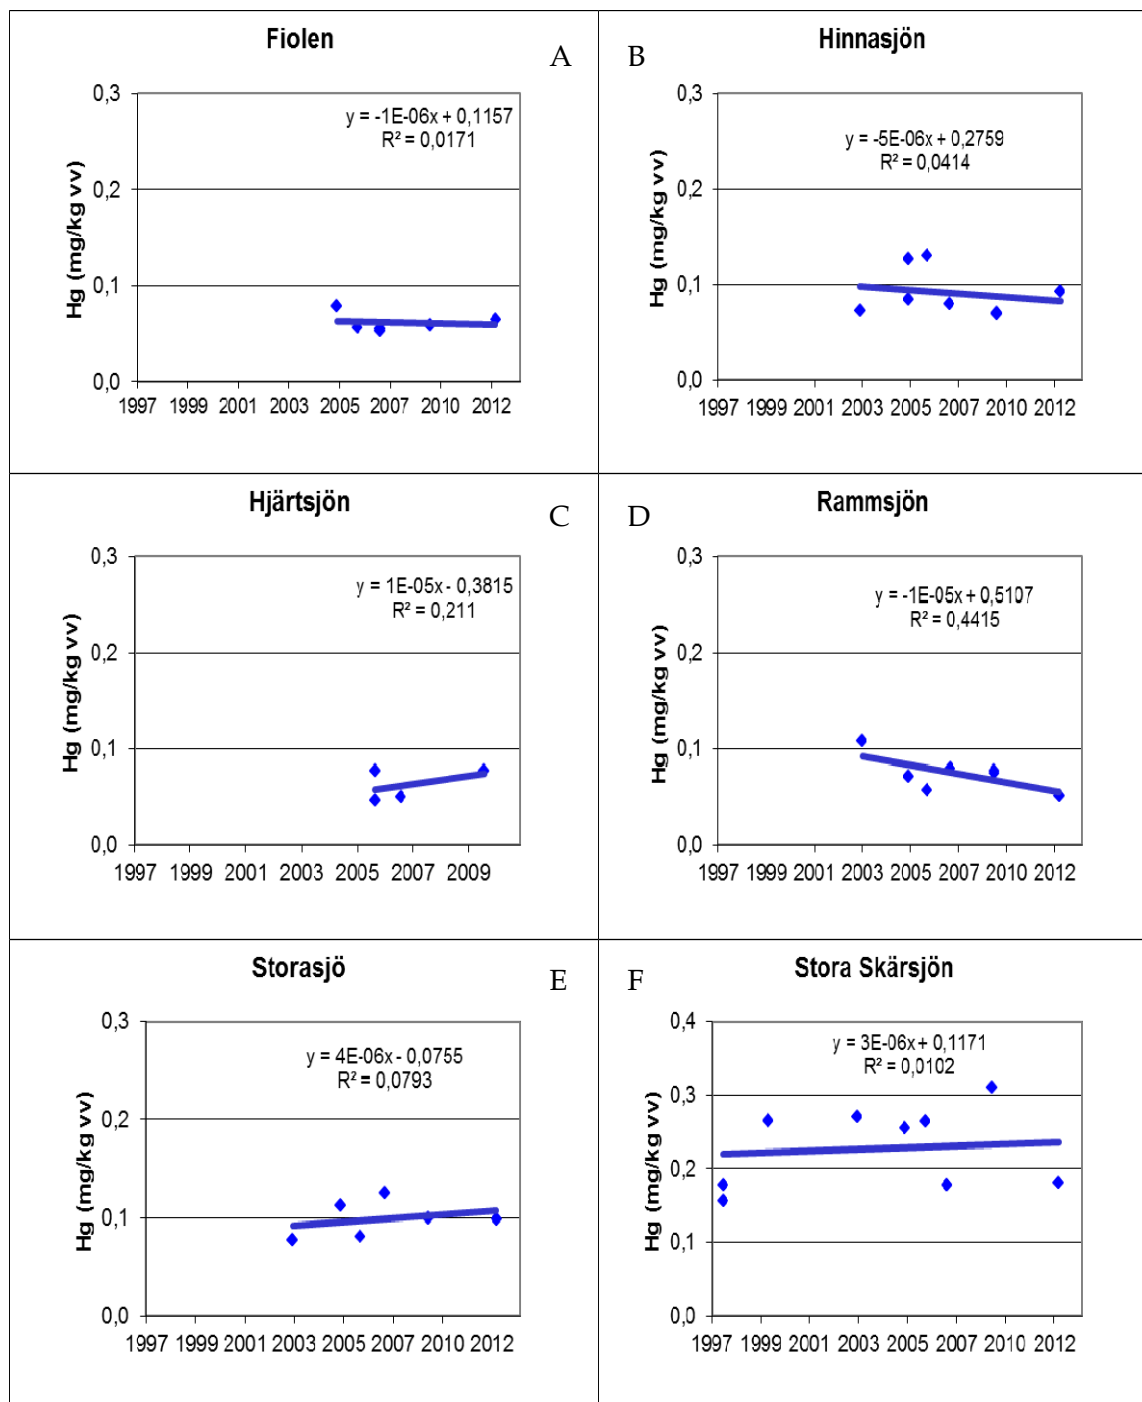 Fiolen
A
0,3
y = -1E-06x + 0,1157
R² = 0,0171
0,2
0,1
0,0
Hg (mg/kg vv)
1997 1999 2001 2003 2005 2007 2010 2012
B
Hinnasjön
0,3
y = -5E-06x + 0,2759
R² = 0,0414
0,2
0,1
0,0
Hg (mg/kg vv)
1997 1999 2001 2003 2005 2007 2010 2012
Hjärtsjön
C
0,3
y = 1E-05x - 0,3815
R² = 0,211
0,2
0,1
0,0
Hg (mg/kg vv)
1997 1999 2001 2003 2005 2007 2009
D
Rammsjön
0,3
y = -1E-05x + 0,5107
R² = 0,4415
0,2
0,1
0,0
Hg (mg/kg vv)
1997 1999 2001 2003 2005 2007 2010 2012
Storasjö
E
0,3
y = 4E-06x - 0,0755
R² = 0,0793
0,2
0,1
0,0
Hg (mg/kg vv)
1997 1999 2001 2003 2005 2007 2010 2012
F
Stora Skärsjön
0,4
y = 3E-06x + 0,1171
R² = 0,0102
0,3
0,2
0,1
0,0
Hg (mg/kg vv)
1997 1999 2001 2003 2005 2007 2010 2012